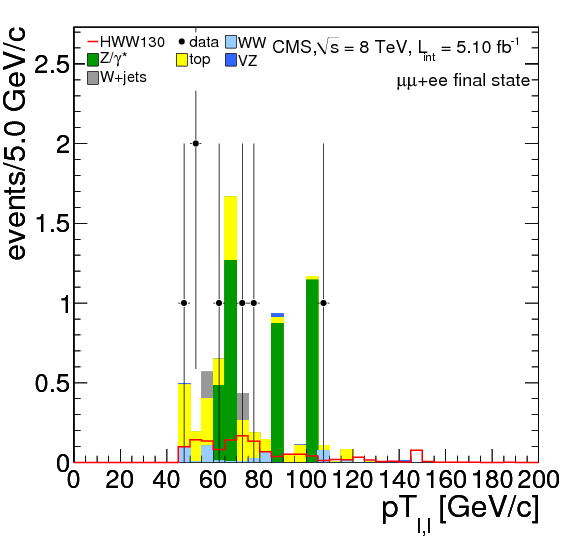 HWW130 data WW
Z/γ* top VZ
W+jets
CMS,√s = 8 TeV, L_int = 5.10 fb⁻¹
μμ+ee final state
events/5.0 GeV/c
2.5
2
1.5
1
0.5
0
0 20 40 60 80 100 120 140 160 180 200
pT_l,l [GeV/c]